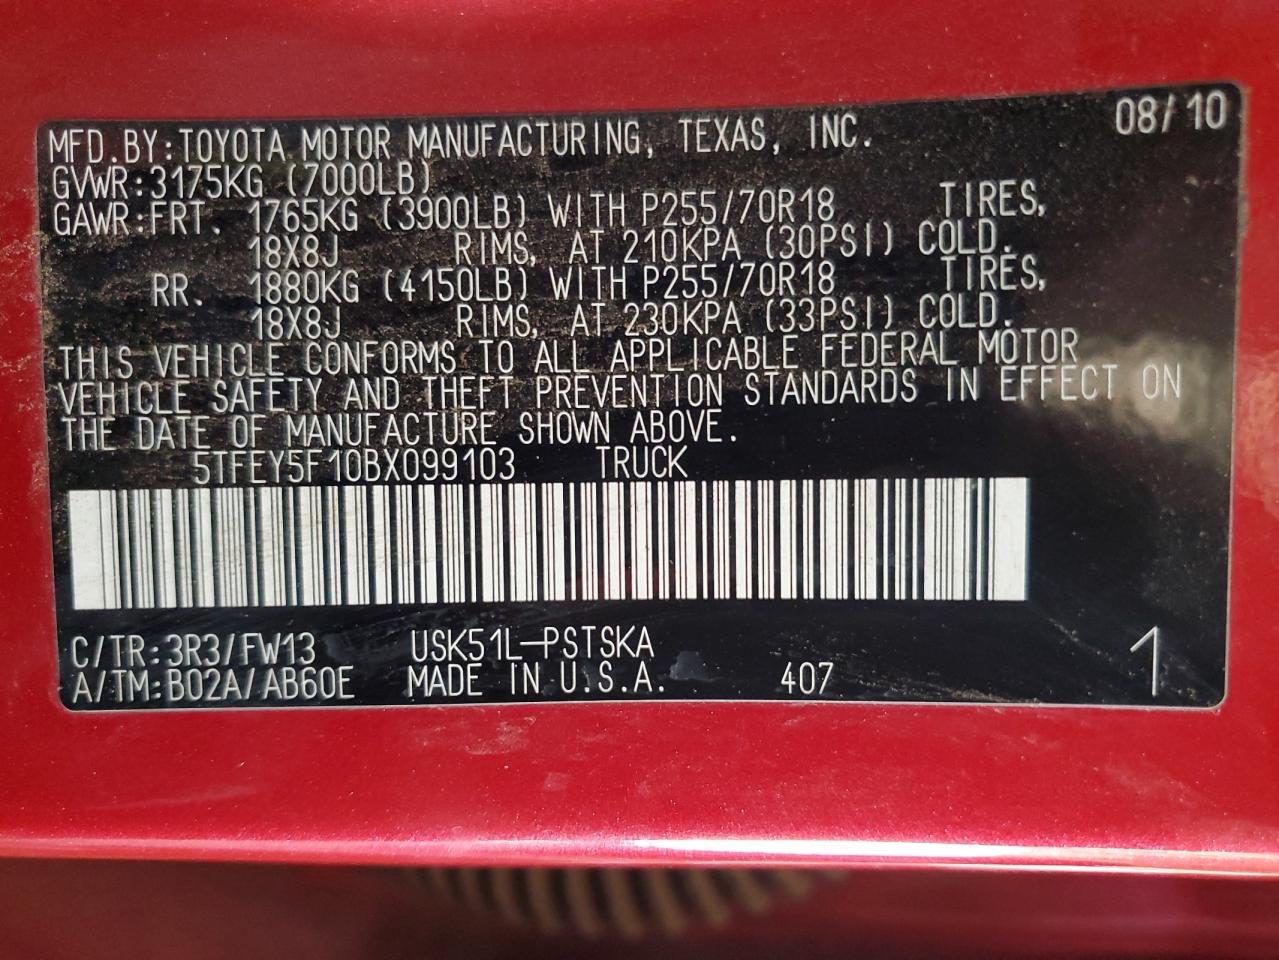 08/10
MFD.BY:TOYOTA MOTOR MANUFACTURING, TEXAS, INC.
GVWR:3175KG (7000LB)
GAWR:FRT. 1765KG (3900LB) WITH P255/70R18 TIRES,
18X8J RIMS, AT 210KPA (30PSI) COLD.
RR. 1880KG (4150LB) WITH P255/70R18 TIRES,
18X8J RIMS, AT 230KPA (33PSI) COLD.
THIS VEHICLE CONFORMS TO ALL APPLICABLE FEDERAL MOTOR
VEHICLE SAFETY AND THEFT PREVENTION STANDARDS IN EFFECT ON
THE DATE OF MANUFACTURE SHOWN ABOVE.
5TFEY5F10BX099103 TRUCK
C/TR:3R3/FW13 USK51L-PSTSKA
A/TM:B02A/AB60E MADE IN U.S.A. 407 1